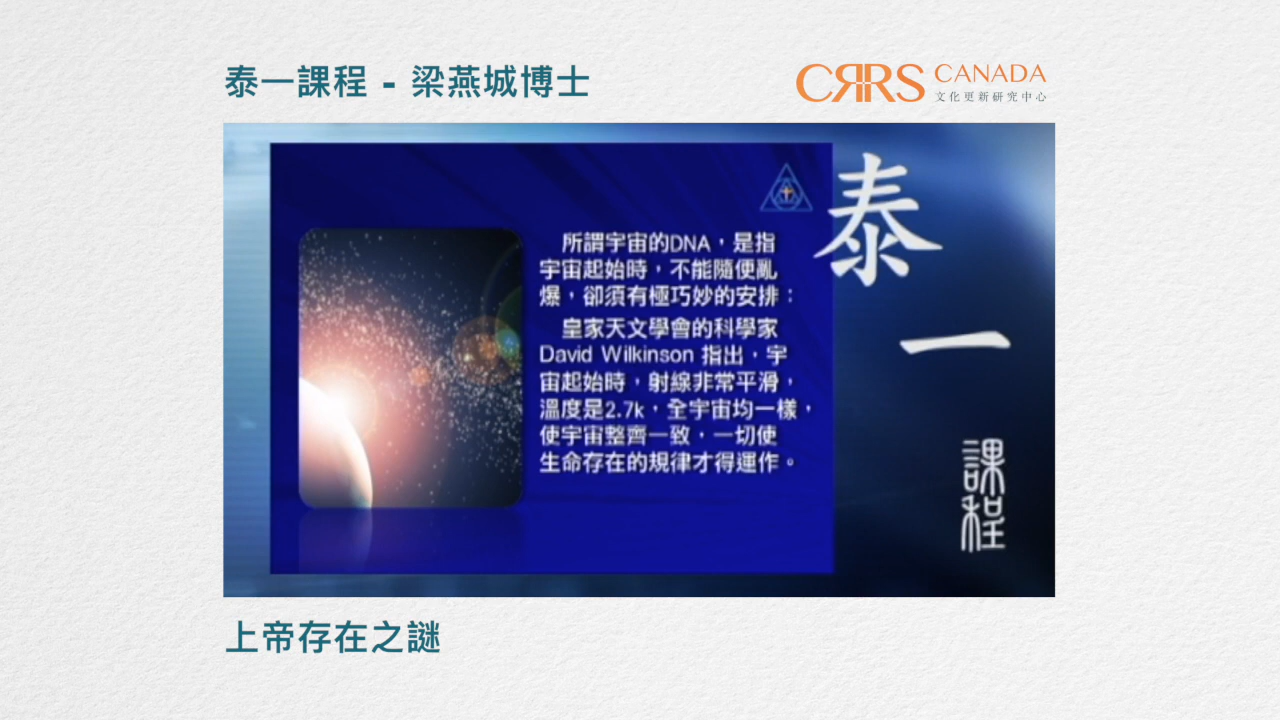 泰一課程 - 梁燕城博士
CRRS CANADA
文化更新研究中心
所謂宇宙的DNA，是指
宇宙起始時，不能隨便亂
爆，卻須有極巧妙的安排：
皇家天文學會的科學家
David Wilkinson 指出，宇
宙起始時，射線非常平滑，
溫度是2.7k，全宇宙均一樣，
使宇宙整齊一致，一切使
生命存在的規律才得運作。
泰
一
課程
上帝存在之謎